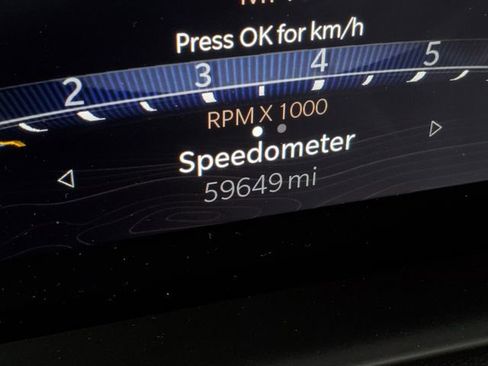 Press OK for km/h
2 3 4 5
RPM X 1000
Speedometer
59649 mi